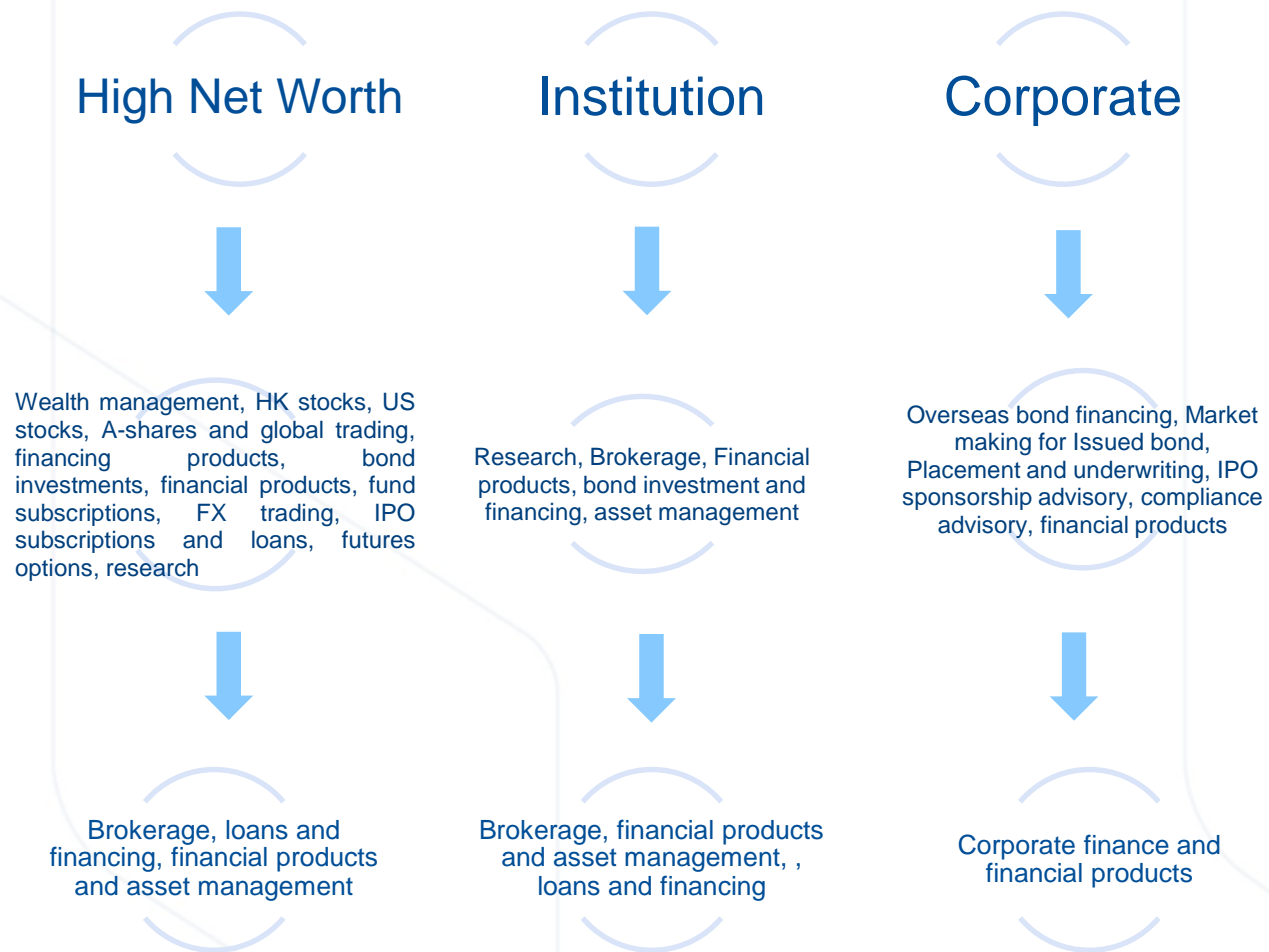 High Net Worth
Institution
Corporate
Wealth management, HK stocks, US
stocks, A-shares and global trading,
financing products, bond
investments, financial products, fund
subscriptions, FX trading, IPO
subscriptions and loans, futures
options, research
Research, Brokerage, Financial
products, bond investment and
financing, asset management
Overseas bond financing, Market
making for Issued bond,
Placement and underwriting, IPO
sponsorship advisory, compliance
advisory, financial products
Brokerage, loans and
financing, financial products
and asset management
Brokerage, financial products
and asset management, ,
loans and financing
Corporate finance and
financial products